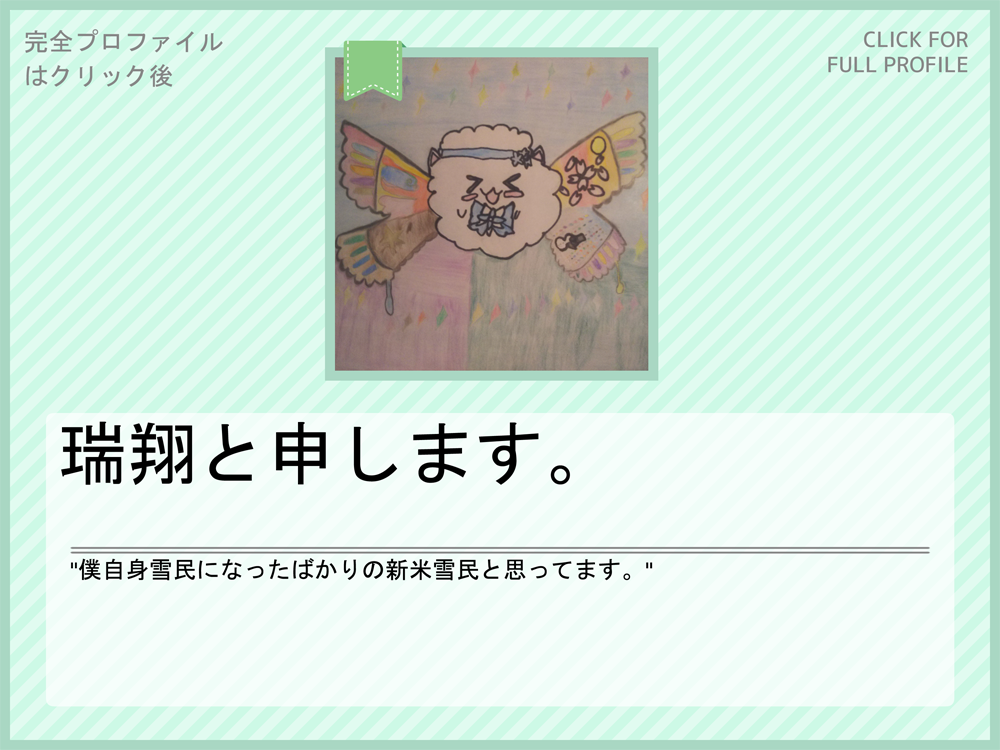 完全プロファイル
はクリック後
CLICK FOR
FULL PROFILE
瑞翔と申します。
"僕自身雪民になったばかりの新米雪民と思ってます。"